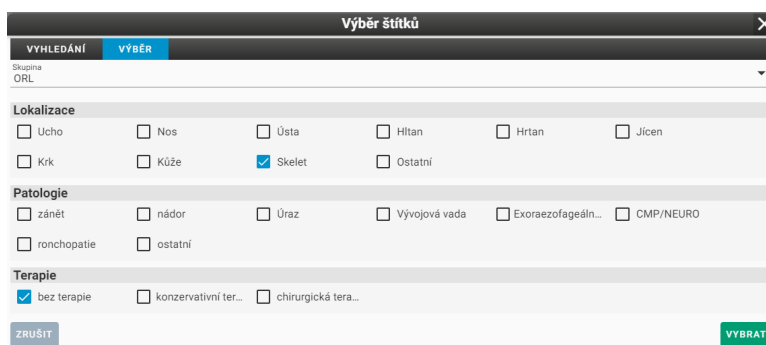 Výběr štítků
VYHLEDÁNÍ VÝBĚR
Skupina
ORL
Lokalizace
Ucho Nos Ústa Hltan Hrtan Jícen
Krk Kůže Skelet Ostatní
Patologie
zánět nádor Úraz Vývojová vada Exoraezofageáln... CMP/NEURO
ronchopatie ostatní
Terapie
bez terapie konzervativní ter... chirurgická tera...
ZRUŠIT VYBRAT